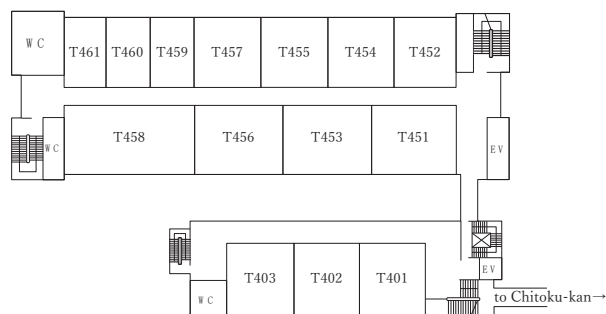 WC T461 T460 T459 T457 T455 T454 T452
WC T458 T456 T453 T451 EV
T403 T402 T401 EV
WC
to Chitoku-kan→